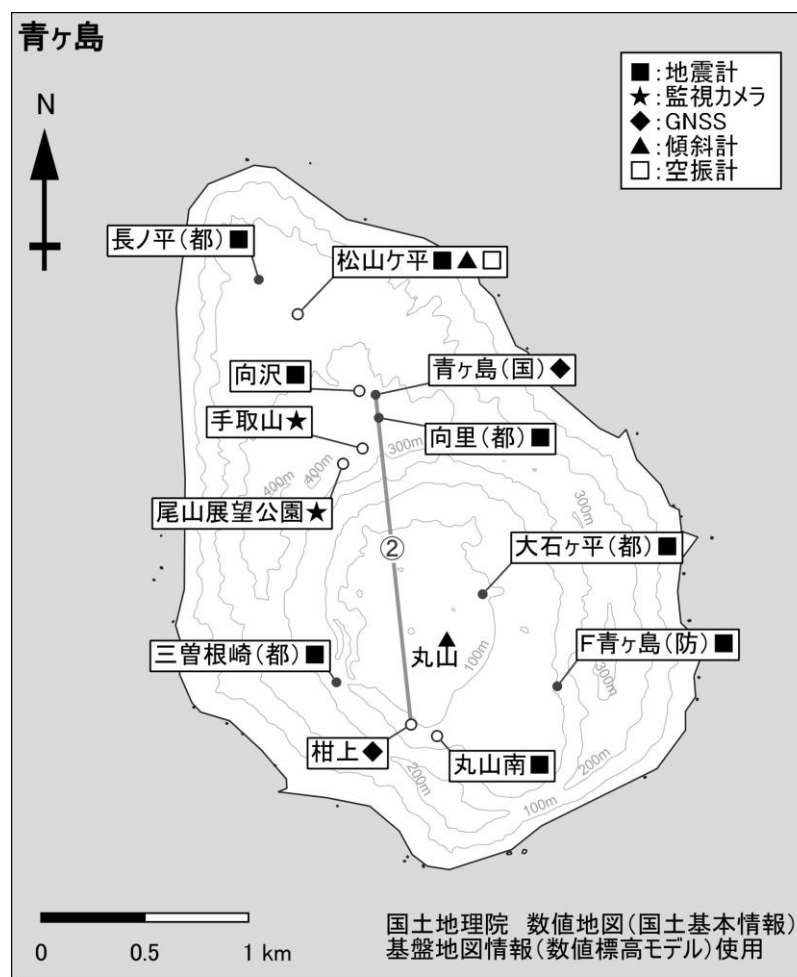 青ヶ島
■:地震計
★:監視カメラ
◆:GNSS
▲:傾斜計
□:空振計
N
長ノ平(都)■
松山ケ平■▲□
向沢■
青ヶ島(国)◆
手取山★
向里(都)■
300m
400m
400m
尾山展望公園★
300m
②
大石ヶ平(都)■
丸山
100m
三曽根崎(都)■
F青ヶ島(防)■
300m
柑上◆
丸山南■
200m
200m
100m
0 0.5 1 km
国土地理院 数値地図(国土基本情報)
基盤地図情報(数値標高モデル)使用